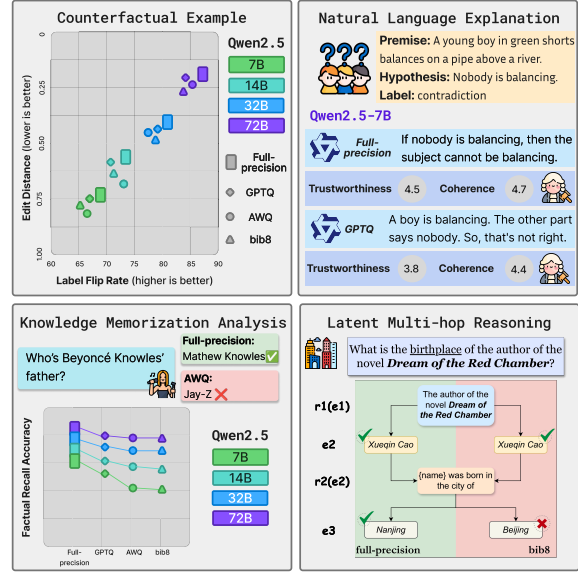 Counterfactual Example
Qwen2.5
7B
14B
32B
72B
Full-
precision
GPTQ
AWQ
bib8
Edit Distance (lower is better)
0
0.25
0.50
0.75
1.00
60
65
70
75
80
85
90
Label Flip Rate (higher is better)
Natural Language Explanation
Premise: A young boy in green shorts
balances on a pipe above a river.
Hypothesis: Nobody is balancing.
Label: contradiction
Qwen2.5-7B
Full-
precision
If nobody is balancing, then the
subject cannot be balancing.
Trustworthiness 4.5 Coherence 4.7
GPTQ
A boy is balancing. The other part
says nobody. So, that's not right.
Trustworthiness 3.8 Coherence 4.4
Knowledge Memorization Analysis
Who's Beyoncé Knowles'
father?
Full-precision:
Mathew Knowles
AWQ:
Jay-Z
Factual Recall Accuracy
Full-
precision
GPTQ
AWQ
bib8
Qwen2.5
7B
14B
32B
72B
Latent Multi-hop Reasoning
What is the birthplace of the author of the
novel Dream of the Red Chamber?
r1(e1)
The author of the
novel Dream of
the Red Chamber
e2
Xueqin Cao
Xueqin Cao
r2(e2)
{name} was born in
the city of
e3
Nanjing
Beijing
full-precision
bib8